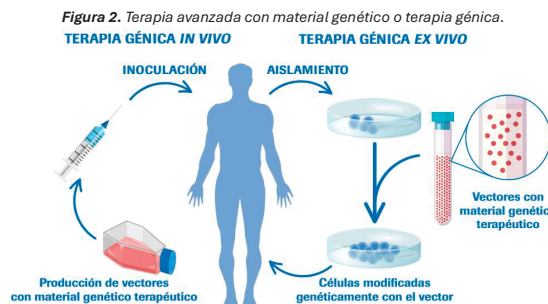 Figura 2. Terapia avanzada con material genético o terapia génica.
TERAPIA GÉNICA IN VIVO
TERAPIA GÉNICA EX VIVO
INOCULACIÓN
AISLAMIENTO
Vectores con
material genético
terapéutico
Producción de vectores
con material genético terapéutico
Células modificadas
genéticamente con el vector